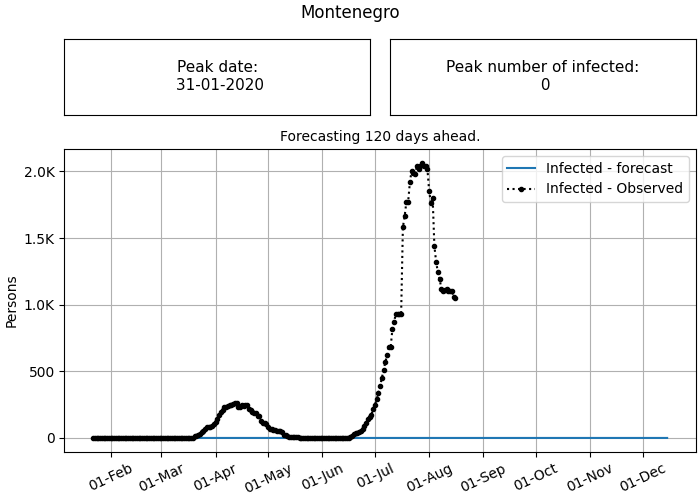 Montenegro
Peak date:
31-01-2020
Peak number of infected:
0
Forecasting 120 days ahead.
Infected - forecast
Infected - Observed
Persons
2.0K
1.5K
1.0K
500
0
01-Feb
01-Mar
01-Apr
01-May
01-Jun
01-Jul
01-Aug
01-Sep
01-Oct
01-Nov
01-Dec